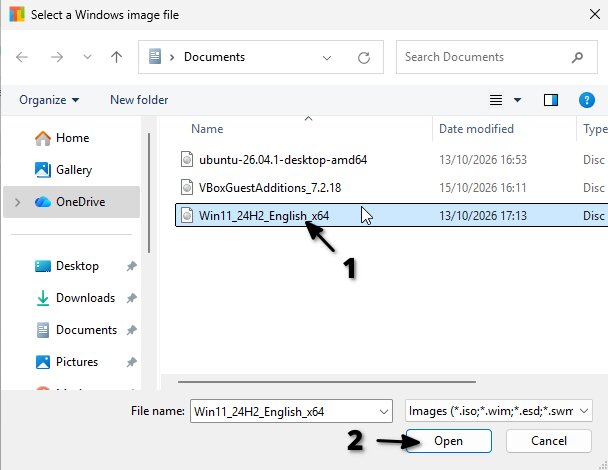 Select a Windows image file
Documents
Search Documents
Organize
New folder
Name
Date modified
Type
Home
Gallery
OneDrive
Desktop
Downloads
Documents
Pictures
ubuntu-26.04.1-desktop-amd64 13/10/2026 16:53 Disc
VBoxGuestAdditions_7.2.18 15/10/2026 16:11 Disc
Win11_24H2_English_x64 13/10/2026 17:13 Disc
1
File name: Win11_24H2_English_x64
Images (*.iso;*.wim;*.esd;*.swm
2
Open
Cancel